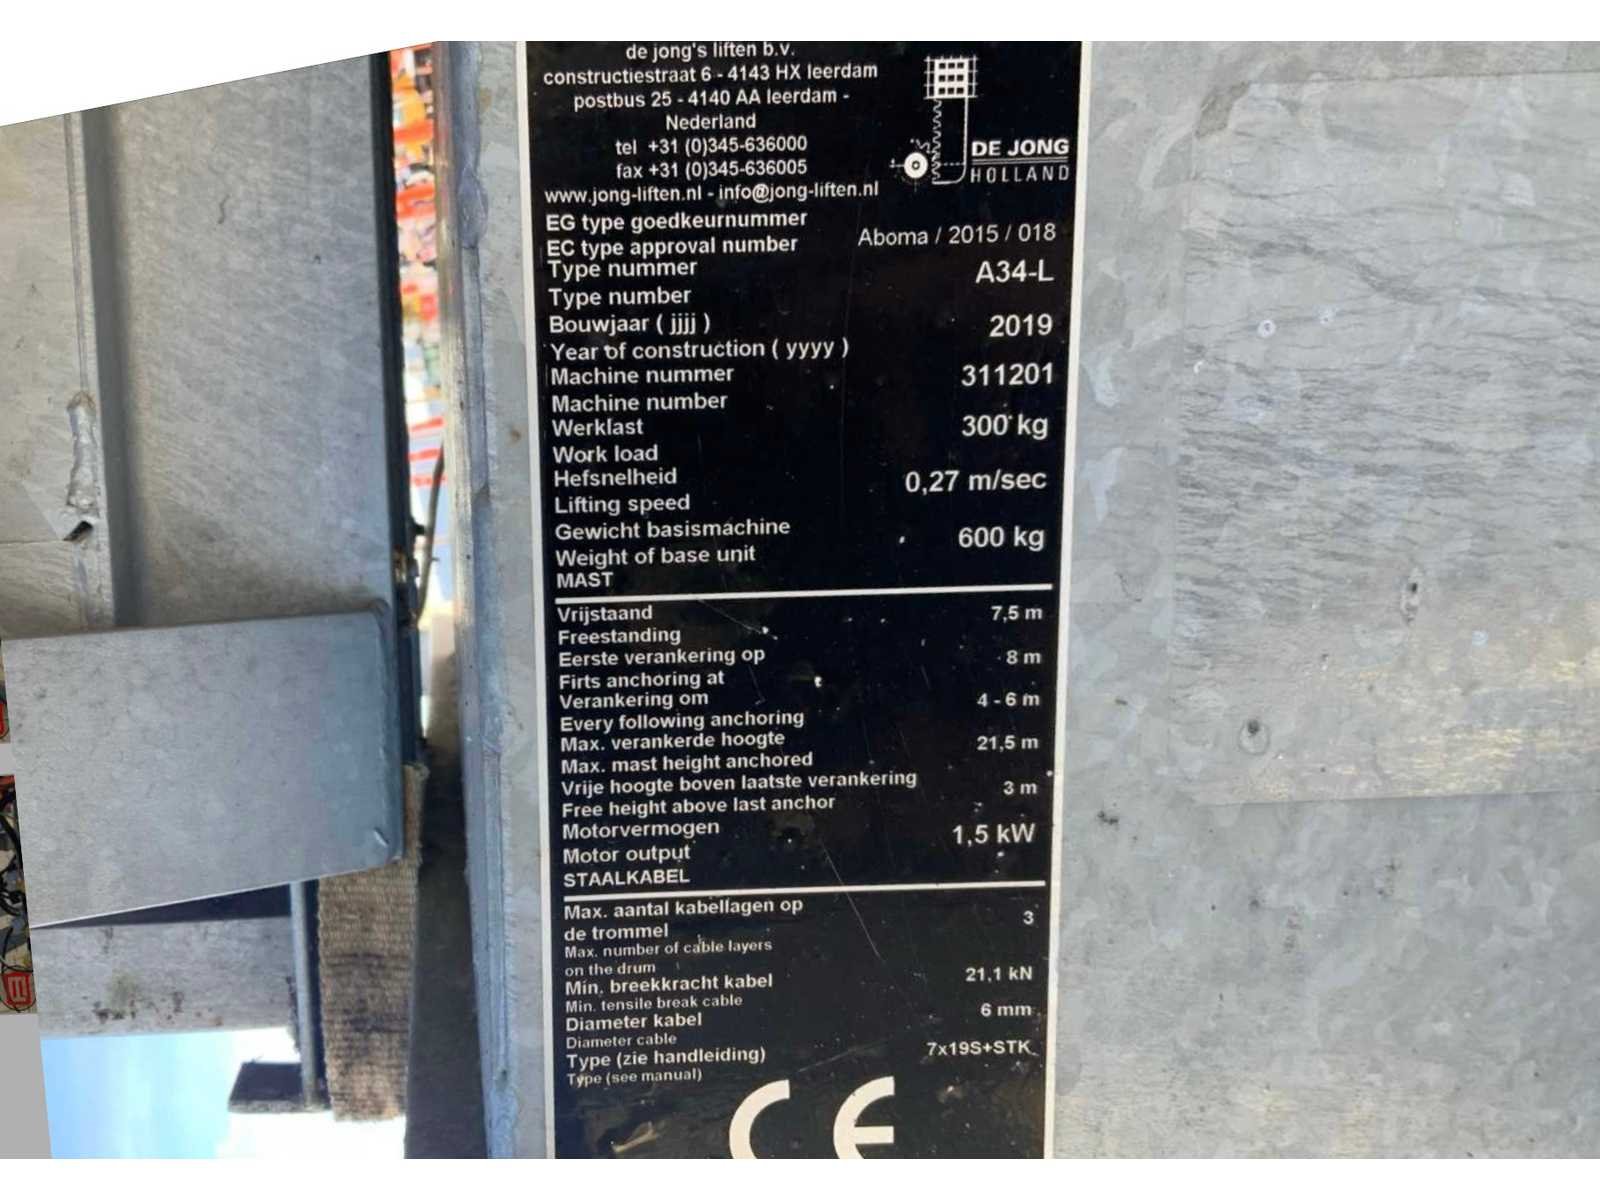 de jong's liften b.v.
constructiestraat 6 - 4143 HX leerdam
postbus 25 - 4140 AA leerdam -
Nederland
tel +31 (0)345-636000
fax +31 (0)345-636005
www.jong-liften.nl - info@jong-liften.nl
DE JONG
HOLLAND
EG type goedkeurnummer
EC type approval number Aboma / 2015 / 018
Type nummer A34-L
Type number
Bouwjaar ( jjjj ) 2019
Year of construction ( yyyy )
Machine nummer 311201
Machine number
Werklast 300 kg
Work load
Hefsnelheid 0,27 m/sec
Lifting speed
Gewicht basismachine 600 kg
Weight of base unit
MAST
Vrijstaand 7,5 m
Freestanding
Eerste verankering op 8 m
Firts anchoring at
Verankering om 4 - 6 m
Every following anchoring
Max. verankerde hoogte 21,5 m
Max. mast height anchored
Vrije hoogte boven laatste verankering 3 m
Free height above last anchor
Motorvermogen 1,5 kW
Motor output
STAALKABEL
Max. aantal kabellagen op 3
de trommel
Max. number of cable layers
on the drum
Min. breekkracht kabel 21,1 kN
Min. tensile break cable
Diameter kabel 6 mm
Diameter cable
Type (zie handleiding) 7x19S+STK
Type (see manual)
CE